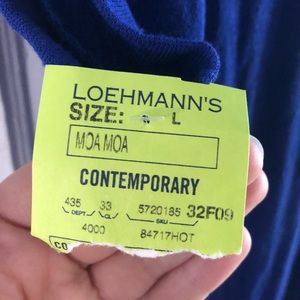 LOEHMANN'S
SIZE: L
MOA MOA
CONTEMPORARY
435 33 5720185 32F09
DEPT. CL SKU
4000 84717HOT
CO